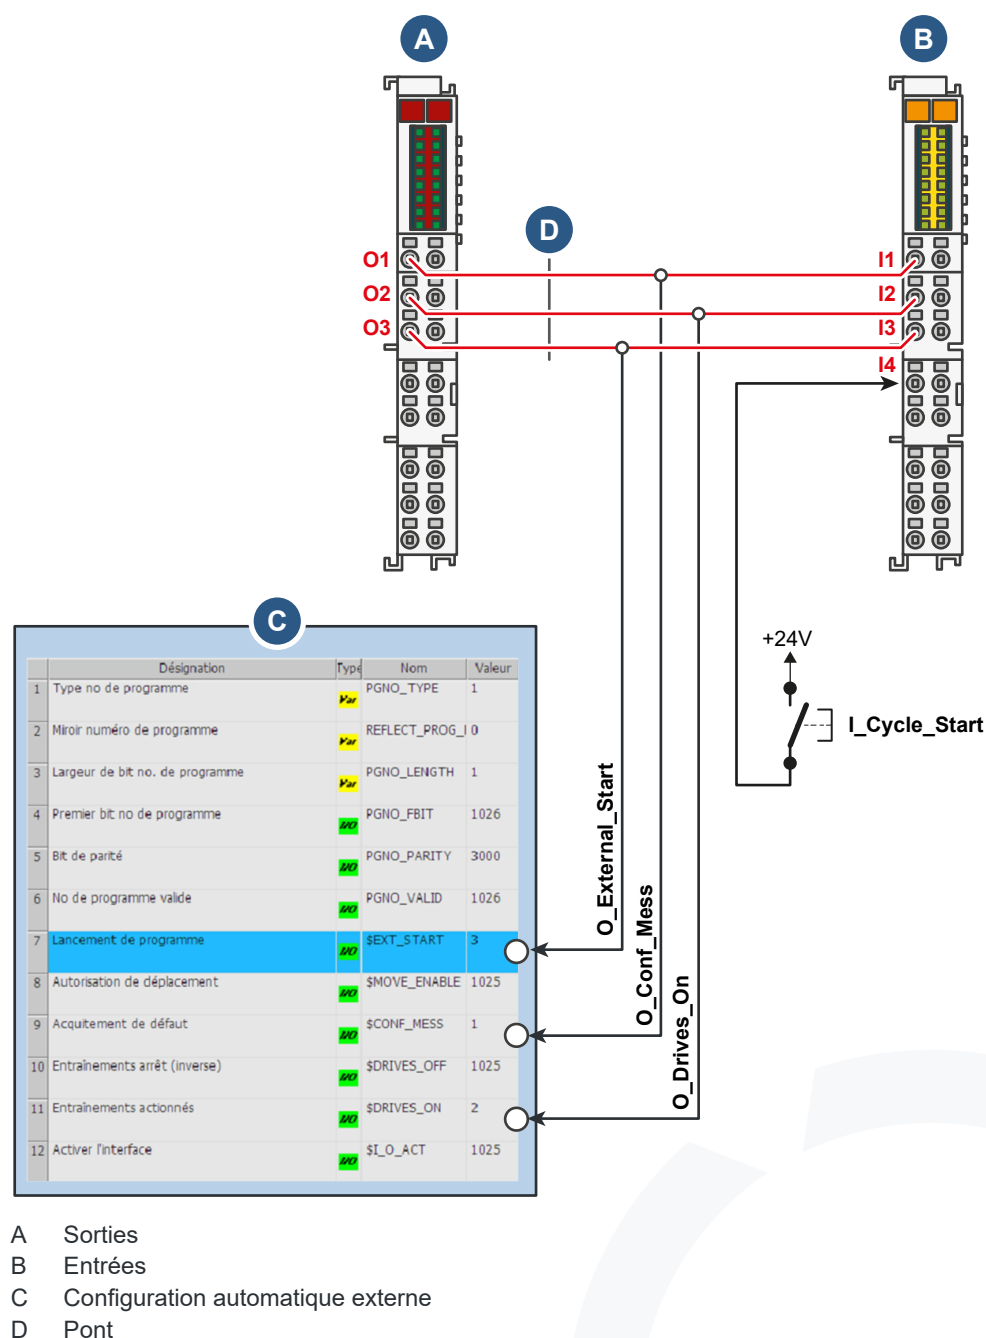 A B
D
O1 I1
O2 I2
O3 I3
I4
+24V
I_Cycle_Start
O_External_Start
O_Conf_Mess
O_Drives_On
C
Désignation Type Nom Valeur
1 Type no de programme Var PGNO_TYPE 1
2 Miroir numéro de programme Var REFLECT_PROG_ 0
3 Largeur de bit no. de programme Var PGNO_LENGTH 1
4 Premier bit no de programme I/O PGNO_FBIT 1026
5 Bit de parité I/O PGNO_PARITY 3000
6 No de programme valide I/O PGNO_VALID 1026
7 Lancement de programme I/O $EXT_START 3
8 Autorisation de déplacement I/O $MOVE_ENABLE 1025
9 Acquitement de défaut I/O $CONF_MESS 1
10 Entraînements arrêt (inverse) I/O $DRIVES_OFF 1025
11 Entraînements actionnés I/O $DRIVES_ON 2
12 Activer l'interface I/O $I_O_ACT 1025
A Sorties
B Entrées
C Configuration automatique externe
D Pont